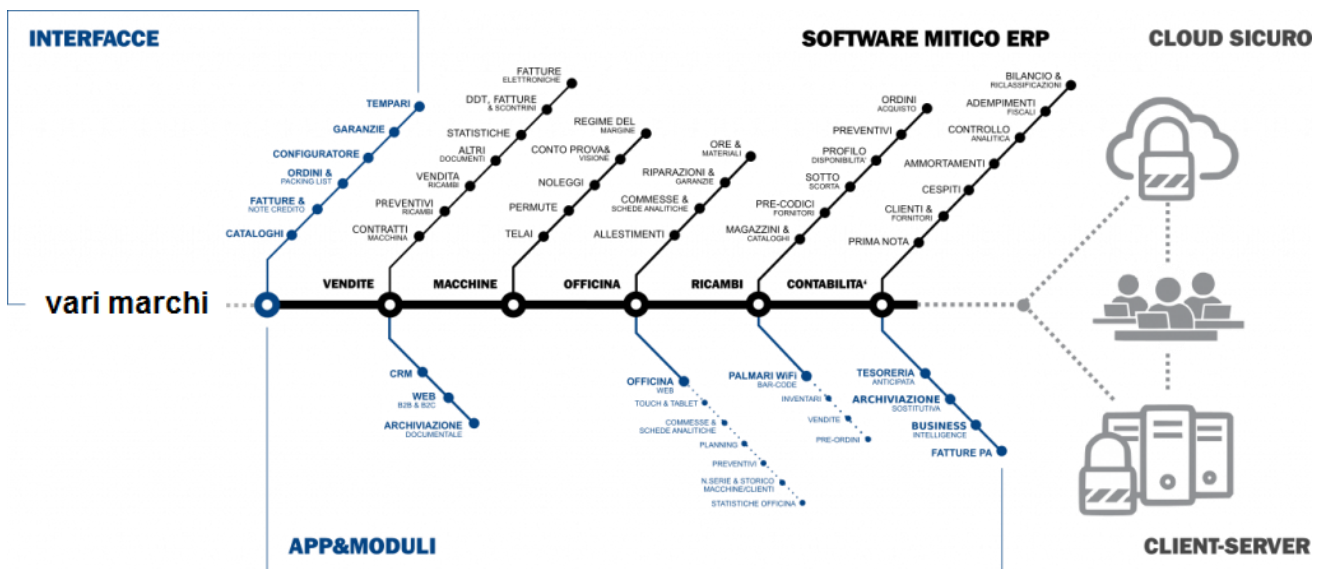 INTERFACCE
SOFTWARE MITICO ERP
CLOUD SICURO
TEMPARI
GARANZIE
CONFIGURATORE
ORDINI &
PACKING LIST
FATTURE &
NOTE CREDITO
CATALOGHI
FATTURE
ELETTRONICHE
DDT, FATTURE
& SCONTRINI
STATISTICHE
ALTRI
DOCUMENTI
VENDITA
RICAMBI
PREVENTIVI
RICAMBI
CONTRATTI
MACCHINA
REGIME DEL
MARGINE
CONTO PROVA&
VISIONE
NOLEGGI
PERMUTE
TELAI
ORE &
MATERIALI
RIPARAZIONI &
GARANZIE
COMMESSE &
SCHEDE ANALITICHE
ALLESTIMENTI
ORDINI
ACQUISTO
PREVENTIVI
PROFILO
DISPONIBILITA'
SOTTO
SCORTA
PRE-CODICI
FORNITORI
MAGAZZINI &
CATALOGHI
BILANCIO &
RICLASSIFICAZIONI
ADEMPIMENTI
FISCALI
CONTROLLO
ANALITICA
AMMORTAMENTI
CESPITI
CLIENTI &
FORNITORI
PRIMA NOTA
vari marchi
VENDITE
MACCHINE
OFFICINA
RICAMBI
CONTABILITA'
CRM
WEB
B2B & B2C
ARCHIVIAZIONE
DOCUMENTALE
OFFICINA
WEB
TOUCH & TABLET
COMMESSE &
SCHEDE ANALITICHE
PLANNING
PREVENTIVI
N.SERIE & STORICO
MACCHINE/CLIENTI
STATISTICHE OFFICINA
PALMARI WiFi
BAR-CODE
INVENTARI
VENDITE
PRE-ORDINI
TESORERIA
ANTICIPATA
ARCHIVIAZIONE
SOSTITUTIVA
BUSINESS
INTELLIGENCE
FATTURE PA
APP&MODULI
CLIENT-SERVER